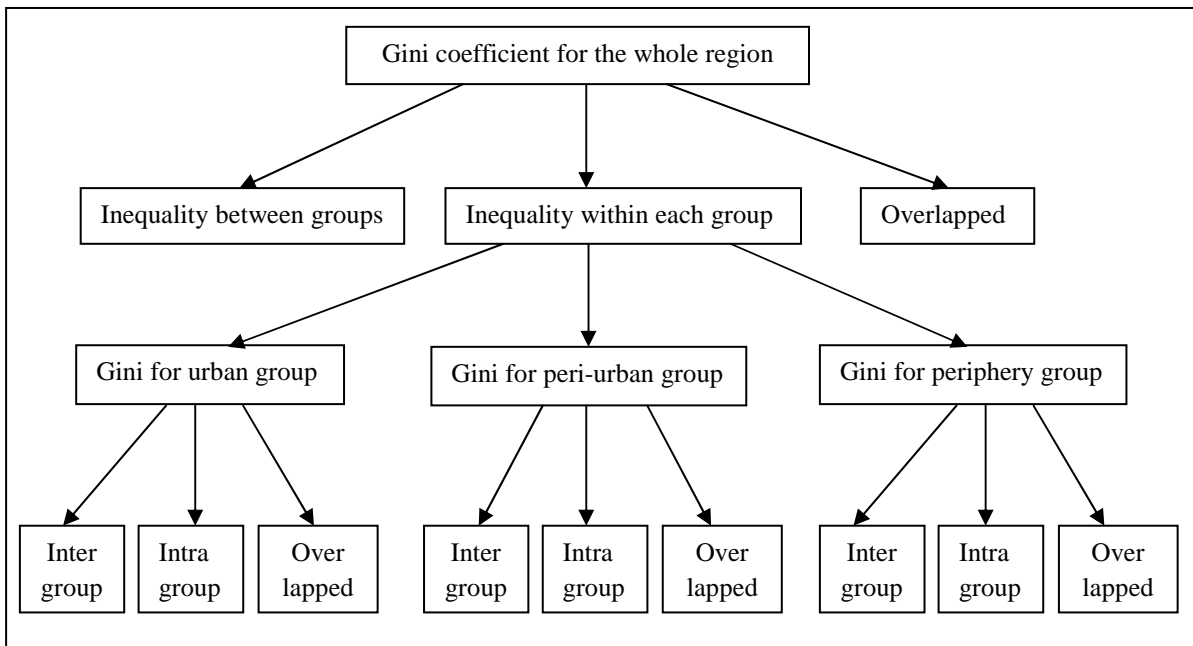 Gini coefficient for the whole region
Inequality between groups
Inequality within each group
Overlapped
Gini for urban group
Gini for peri-urban group
Gini for periphery group
Inter
group
Intra
group
Over
lapped
Inter
group
Intra
group
Over
lapped
Inter
group
Intra
group
Over
lapped